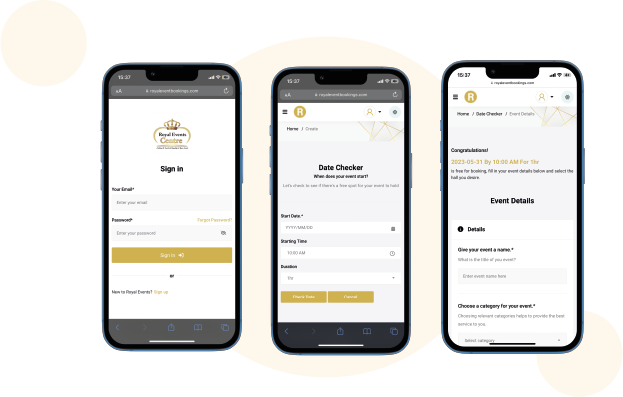 15:37
AA royaleventbookings.com
Royal Events
Centre
Sign in
Your Email*
Enter your email
Password* Forgot Password?
Enter your password
Sign in
or
New to Royal Events? Sign up
15:37
AA royaleventbookings.com
R
Home / Create
Date Checker
When does your event start?
Let's check to see if there's a free spot for your event to hold
Start Date:*
YYYY/MM/DD
Starting Time
10:00 AM
Duration
1hr
Check Date Cancel
15:37
royaleventbookings.com
R
Home / Date Checker / Event Details
Congratulations!
2023-05-31 By 10:00 AM For 1hr
is free for booking, fill in your event details below and select the
hall you desire.
Event Details
Details
Give your event a name.*
What is the title of you event?
Enter event name here
Choose a category for your event.*
Choosing relevant categories helps to provide the best
service to you
Select category